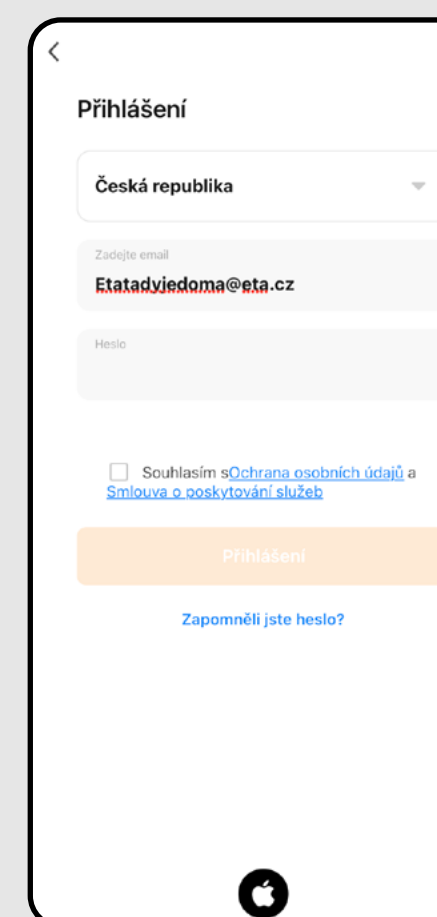 Přihlášení
Česká republika
Zadejte email
Etatadyjedoma@eta.cz
Heslo
Souhlasím sOchrana osobních údajů a
Smlouva o poskytování služeb
Přihlášení
Zapomněli jste heslo?